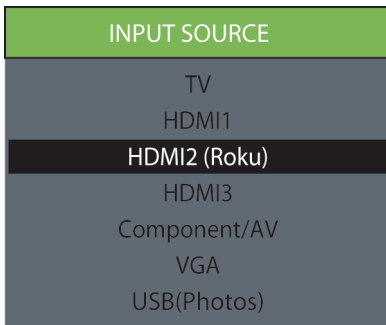 INPUT SOURCE
TV
HDMI1
HDMI2 (Roku)
HDMI3
Component/AV
VGA
USB(Photos)